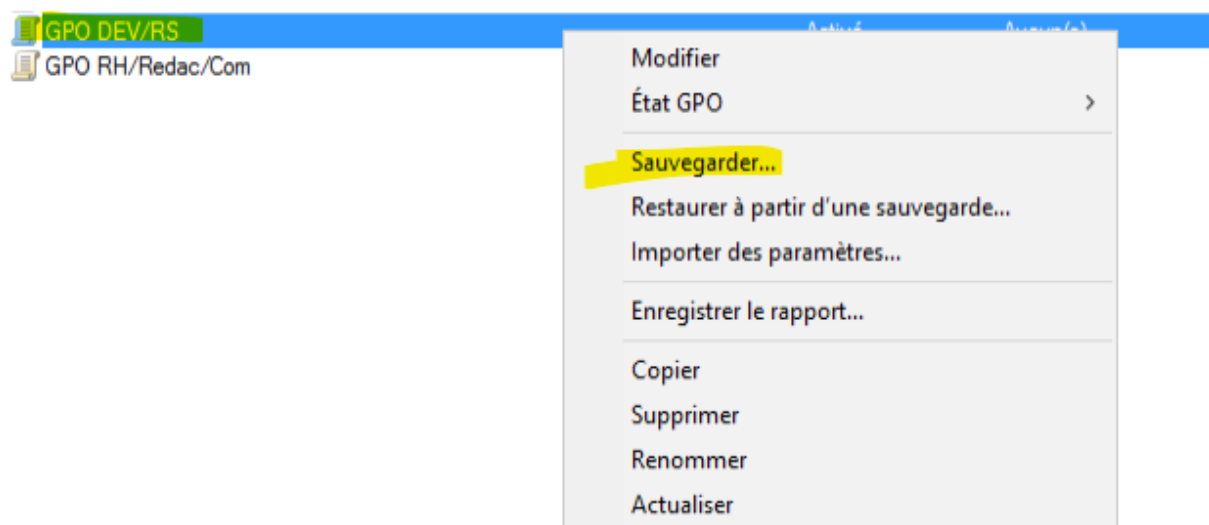 GPO DEV/RS
GPO RH/Redac/Com
Modifier
État GPO
Sauvegarder...
Restaurer à partir d'une sauvegarde...
Importer des paramètres...
Enregistrer le rapport...
Copier
Supprimer
Renommer
Actualiser